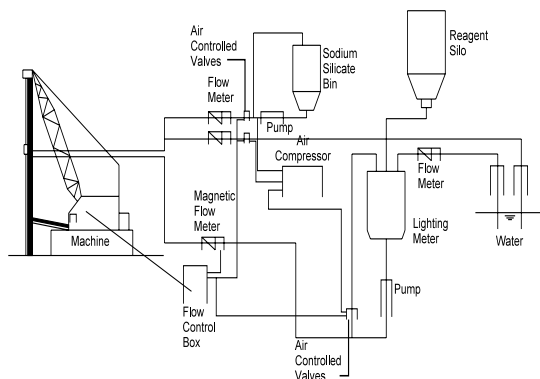 Air
Controlled
Valves
Sodium
Silicate
Bin
Reagent
Silo
Flow
Meter
Pump
Air
Compressor
Magnetic
Flow
Meter
Flow
Meter
Lighting
Meter
Water
Machine
Pump
Flow
Control
Box
Air
Controlled
Valves